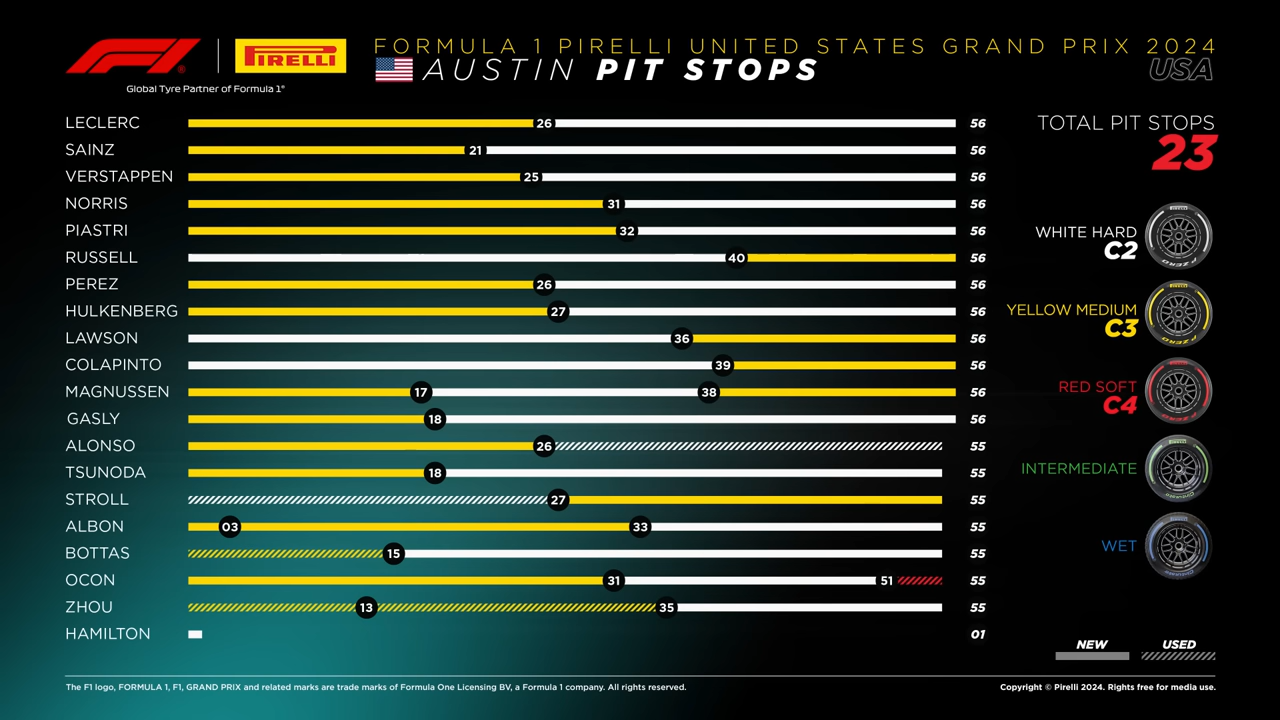 F1®
PIRELLI
Global Tyre Partner of Formula 1®
FORMULA 1 PIRELLI UNITED STATES GRAND PRIX 2024
AUSTIN PIT STOPS
USA
LECLERC 26 56
SAINZ 21 56
VERSTAPPEN 25 56
NORRIS 31 56
PIASTRI 32 56
RUSSELL 40 56
PEREZ 26 56
HULKENBERG 27 56
LAWSON 36 56
COLAPINTO 39 56
MAGNUSSEN 17 38 56
GASLY 18 56
ALONSO 26 55
TSUNODA 18 55
STROLL 27 55
ALBON 03 33 55
BOTTAS 15 55
OCON 31 51 55
ZHOU 13 35 55
HAMILTON 01
TOTAL PIT STOPS
23
WHITE HARD
C2
YELLOW MEDIUM
C3
RED SOFT
C4
INTERMEDIATE
WET
NEW USED
The F1 logo, FORMULA 1, F1, GRAND PRIX and related marks are trade marks of Formula One Licensing BV, a Formula 1 company. All rights reserved.
Copyright © Pirelli 2024. Rights free for media use.